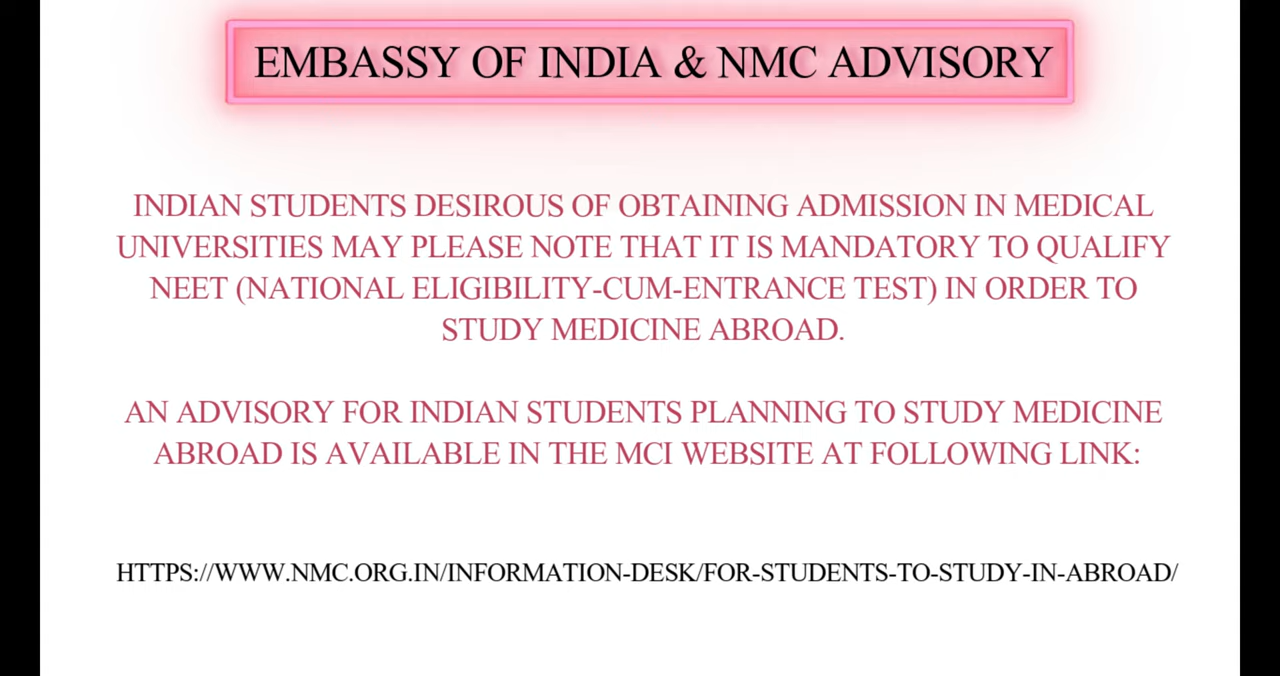 EMBASSY OF INDIA & NMC ADVISORY
INDIAN STUDENTS DESIROUS OF OBTAINING ADMISSION IN MEDICAL
UNIVERSITIES MAY PLEASE NOTE THAT IT IS MANDATORY TO QUALIFY
NEET (NATIONAL ELIGIBILITY-CUM-ENTRANCE TEST) IN ORDER TO
STUDY MEDICINE ABROAD.
AN ADVISORY FOR INDIAN STUDENTS PLANNING TO STUDY MEDICINE
ABROAD IS AVAILABLE IN THE MCI WEBSITE AT FOLLOWING LINK:
HTTPS://WWW.NMC.ORG.IN/INFORMATION-DESK/FOR-STUDENTS-TO-STUDY-IN-ABROAD/